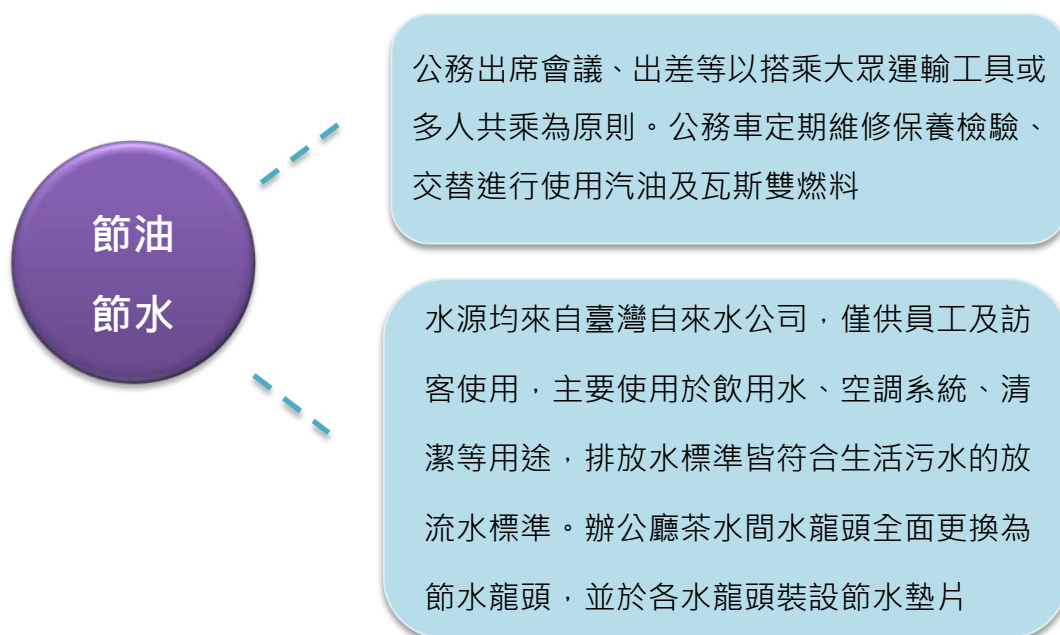 節油
節水
公務出席會議、出差等以搭乘大眾運輸工具或
多人共乘為原則。公務車定期維修保養檢驗、
交替進行使用汽油及瓦斯雙燃料
水源均來自臺灣自來水公司，僅供員工及訪
客使用，主要使用於飲用水、空調系統、清
潔等用途，排放水標準皆符合生活污水的放
流水標準。辦公廳茶水間水龍頭全面更換為
節水龍頭，並於各水龍頭裝設節水墊片